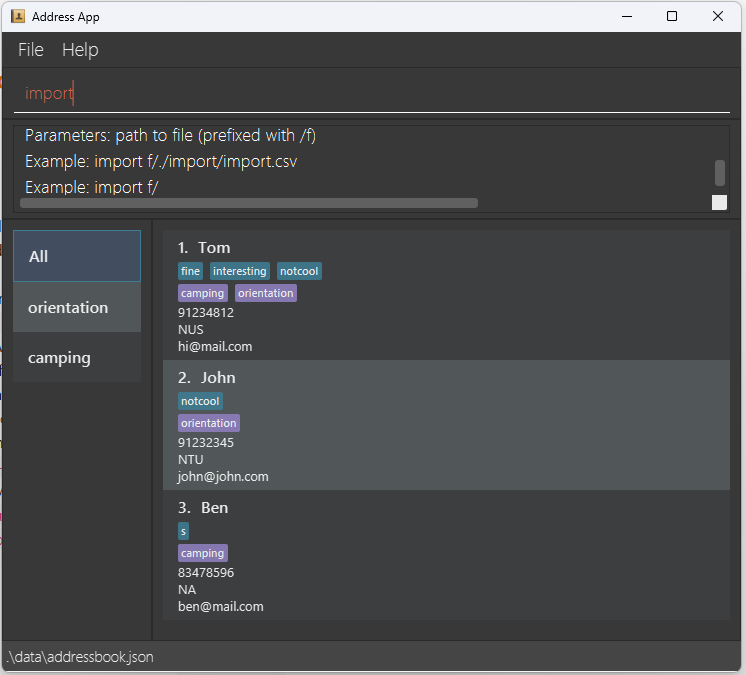 Address App
File Help
import
Parameters: path to file (prefixed with /f)
Example: import f/./import/import.csv
Example: import f/
All
orientation
camping
1. Tom
fine interesting notcool
camping orientation
91234812
NUS
hi@mail.com
2. John
notcool
orientation
91232345
NTU
john@john.com
3. Ben
s
camping
83478596
NA
ben@mail.com
.\data\addressbook.json